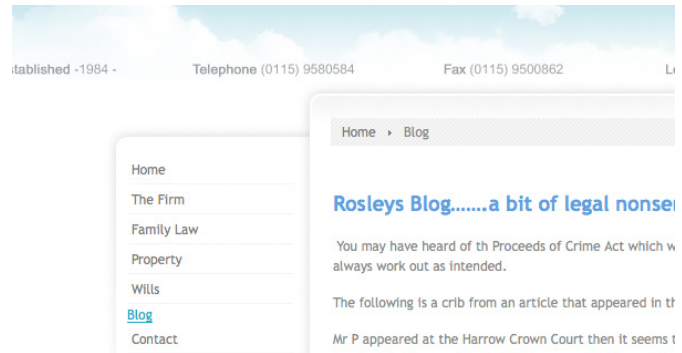 -1984 -
Telephone (0115) 9580584
Fax (0115) 9500862
Home ▸ Blog
Home
The Firm
Family Law
Property
Wills
Blog
Contact
Rosleys Blog.......a bit of legal
You may have heard of th Proceeds of Crime Act which
always work out as intended.
The following is a crib from an article that appeared in
Mr P appeared at the Harrow Crown Court then it seems